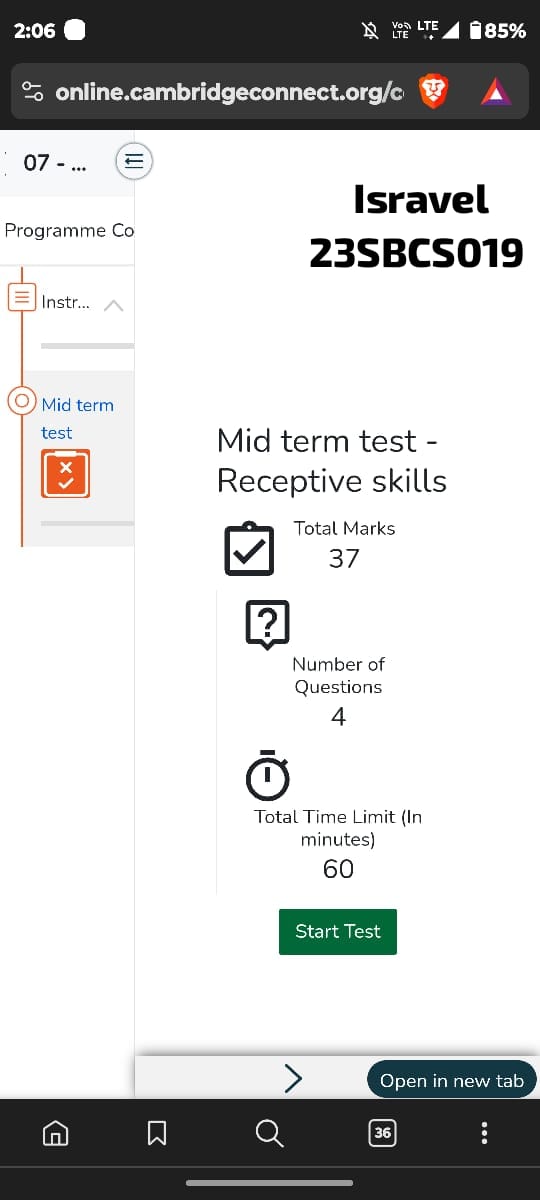 2:06
Vo)) LTE
LTE
85%
online.cambridgeconnect.org/c
07 - ...
Isravel
23SBCS019
Programme Co
Instr...
Mid term
test
Mid term test -
Receptive skills
Total Marks
37
?
Number of
Questions
4
Total Time Limit (In
minutes)
60
Start Test
Open in new tab
36